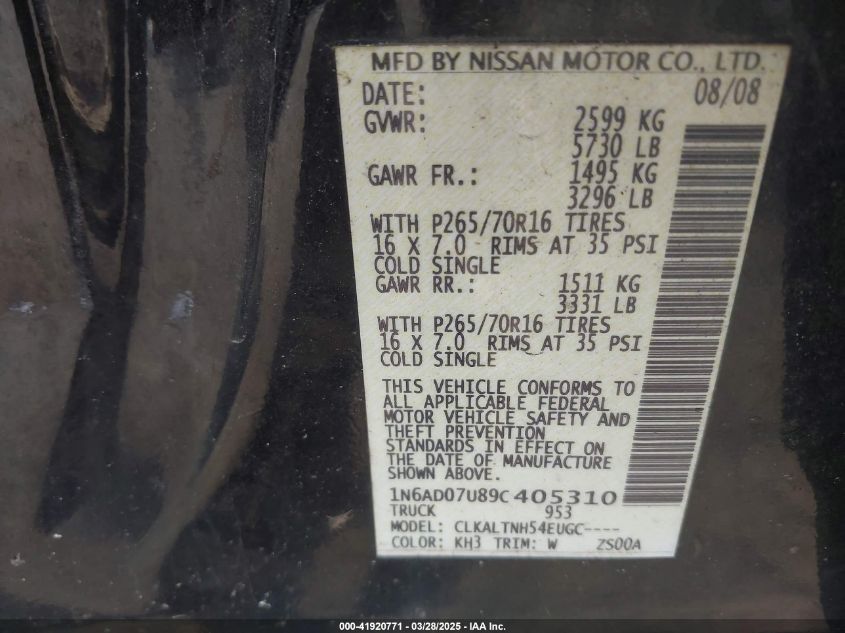 MFD BY NISSAN MOTOR CO., LTD.
DATE: 08/08
GVWR: 2599 KG
5730 LB
GAWR FR.: 1495 KG
3296 LB
WITH P265/70R16 TIRES
16 X 7.0 RIMS AT 35 PSI
COLD SINGLE
GAWR RR.: 1511 KG
3331 LB
WITH P265/70R16 TIRES
16 X 7.0 RIMS AT 35 PSI
COLD SINGLE
THIS VEHICLE CONFORMS TO
ALL APPLICABLE FEDERAL
MOTOR VEHICLE SAFETY AND
THEFT PREVENTION
STANDARDS IN EFFECT ON
THE DATE OF MANUFACTURE
SHOWN ABOVE.
1N6AD07U89C405310
TRUCK 953
MODEL: CLKALTNH54EUGC----
COLOR: KH3 TRIM: W ZS00A
000-41920771 — 03/28/2025 — IAA Inc.